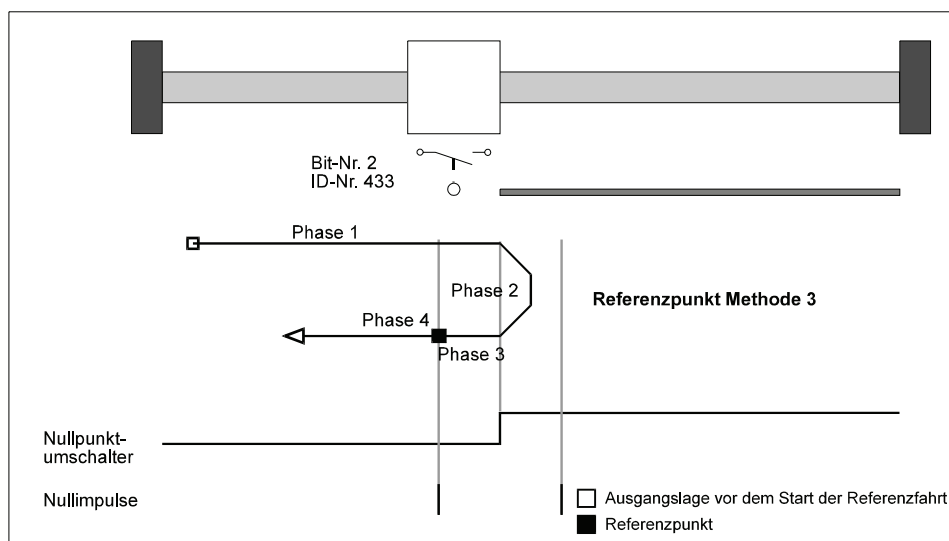 Bit-Nr. 2
ID-Nr. 433
Phase 1
Phase 2
Referenzpunkt Methode 3
Phase 4
Phase 3
Nullpunkt-
umschalter
Nullimpulse
Ausgangslage vor dem Start der Referenzfahrt
Referenzpunkt